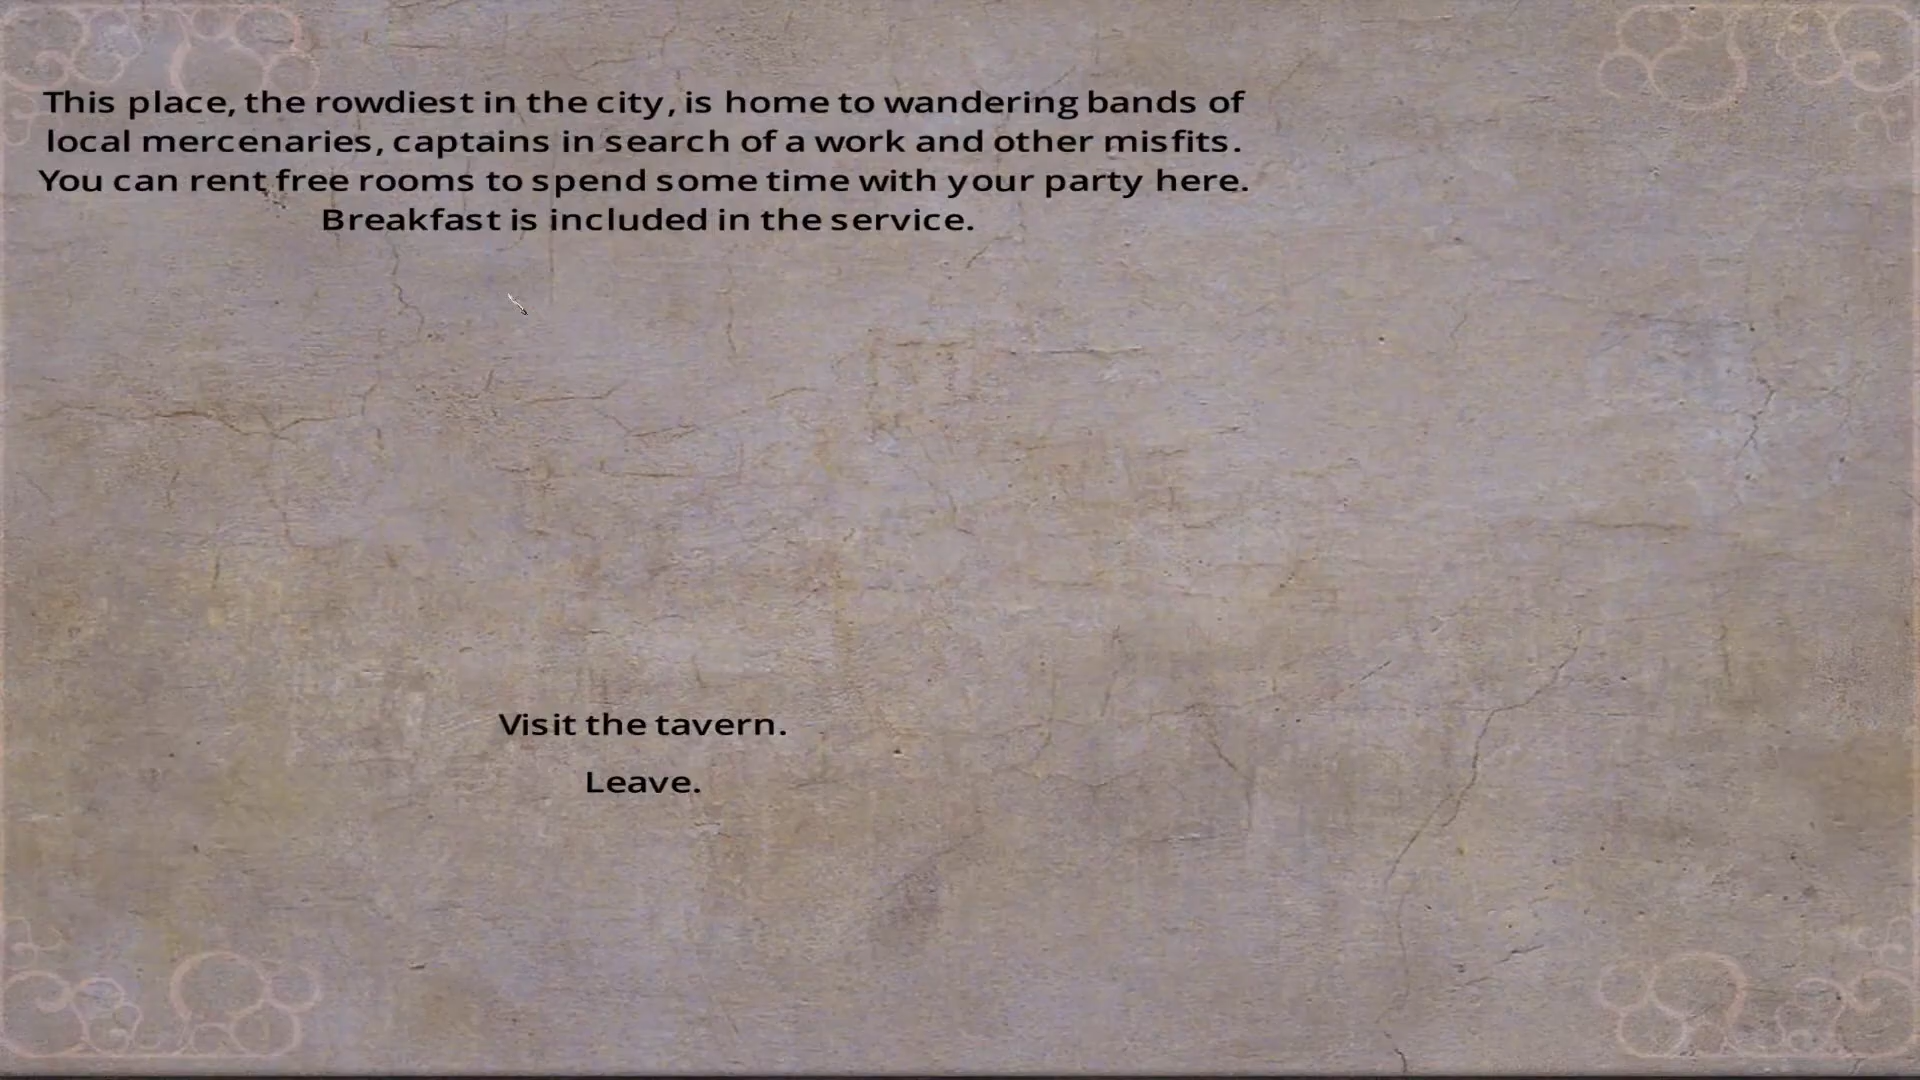 This place, the rowdiest in the city, is home to wandering bands of
local mercenaries, captains in search of a work and other misfits.
You can rent free rooms to spend some time with your party here.
Breakfast is included in the service.
Visit the tavern.
Leave.